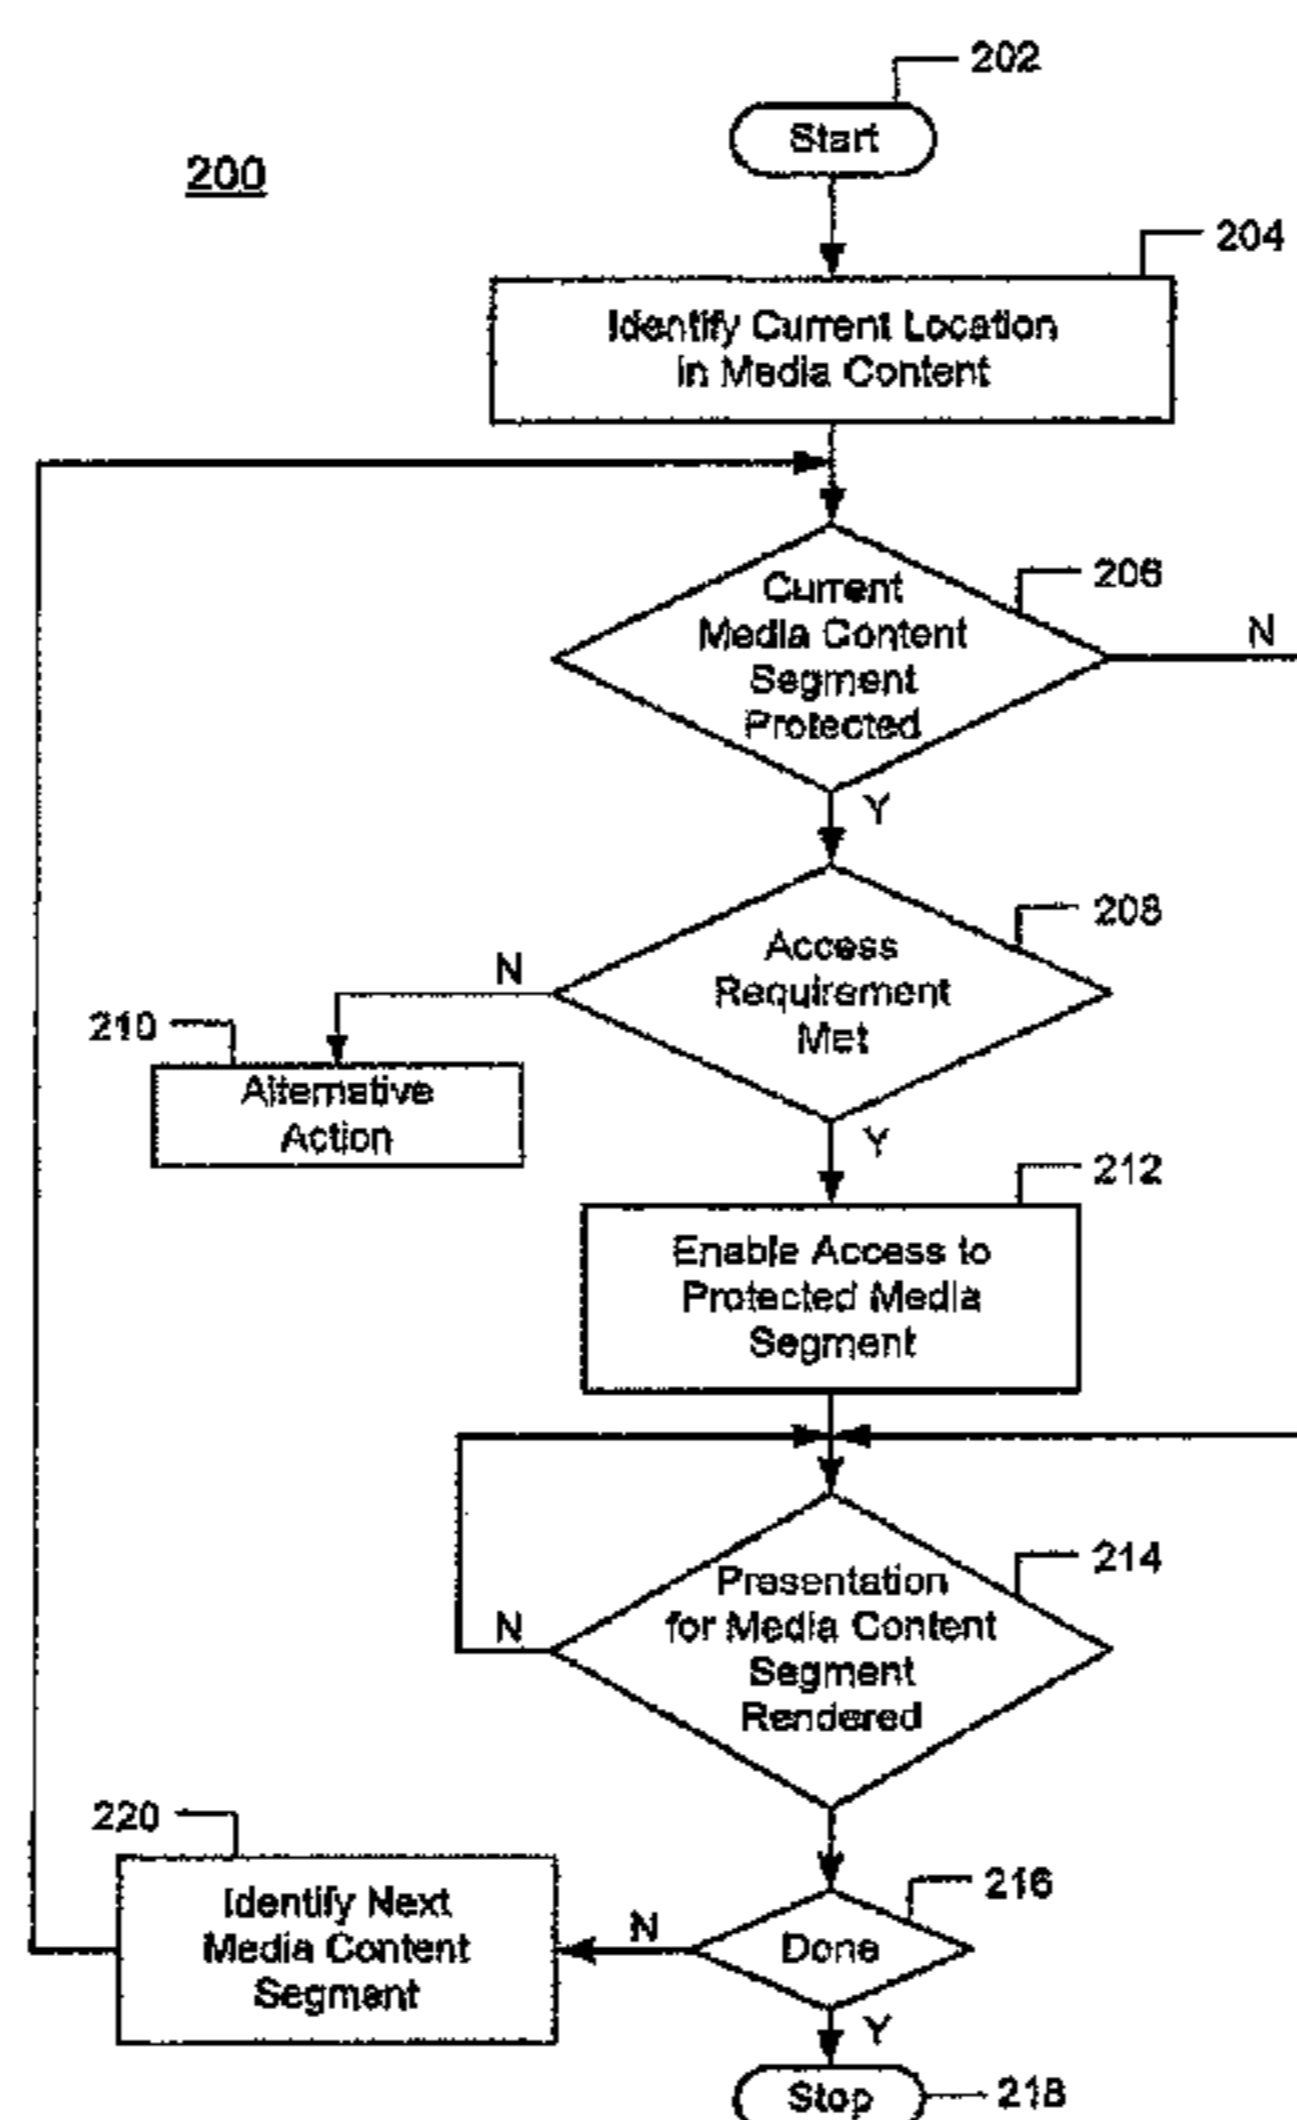 202
Start
200
204
Identify Current Location
in Media Content
206
Current
Media Content
Segment
Protected
N
Y
208
Access
Requirement
Met
N
210
Alternative
Action
Y
212
Enable Access to
Protected Media
Segment
214
Presentation
for Media Content
Segment
Rendered
N
220
Identify Next
Media Content
Segment
N
216
Done
Y
Stop
218